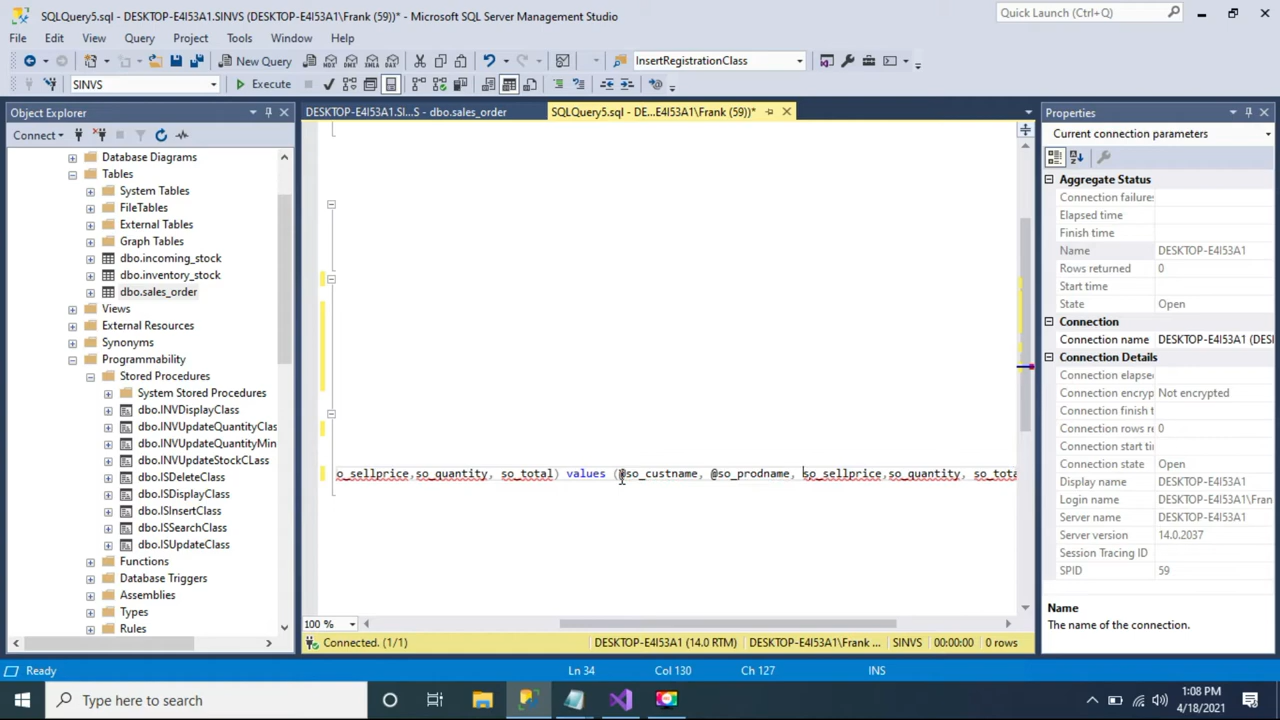 SQLQuery5.sql - DESKTOP-E4I53A1.SINVS (DESKTOP-E4I53A1\Frank (59))* - Microsoft SQL Server Management Studio
Quick Launch (Ctrl+Q)
File Edit View Query Project Tools Window Help
New Query
MDX DMX XMLA DAX
InsertRegistrationClass
SINVS
Execute
Object Explorer
Connect
Database Diagrams
Tables
System Tables
FileTables
External Tables
Graph Tables
dbo.incoming_stock
dbo.inventory_stock
dbo.sales_order
Views
External Resources
Synonyms
Programmability
Stored Procedures
System Stored Procedures
dbo.INVDisplayClass
dbo.INVUpdateQuantityClas
dbo.INVUpdateQuantityMin
dbo.INVUpdateStockCLass
dbo.ISDeleteClass
dbo.ISDisplayClass
dbo.ISInsertClass
dbo.ISSearchClass
dbo.ISUpdateClass
Functions
Database Triggers
Assemblies
Types
Rules
DESKTOP-E4I53A1.SI...S - dbo.sales_order
SQLQuery5.sql - DE...E4I53A1\Frank (59))*
o_sellprice,so_quantity, so_total) values (@so_custname, @so_prodname, so_sellprice,so_quantity, so_tota
100 %
Connected. (1/1)
DESKTOP-E4I53A1 (14.0 RTM)
DESKTOP-E4I53A1\Frank ...
SINVS
00:00:00
0 rows
Properties
Current connection parameters
Aggregate Status
Connection failures
Elapsed time
Finish time
Name DESKTOP-E4I53A1
Rows returned 0
Start time
State Open
Connection
Connection name DESKTOP-E4I53A1 (DES
Connection Details
Connection elapse
Connection encryp Not encrypted
Connection finish t
Connection rows re 0
Connection start ti
Connection state Open
Display name DESKTOP-E4I53A1
Login name DESKTOP-E4I53A1\Fran
Server name DESKTOP-E4I53A1
Server version 14.0.2037
Session Tracing ID
SPID 59
Name
The name of the connection.
Ready
Ln 34
Col 130
Ch 127
INS
Type here to search
1:08 PM
4/18/2021